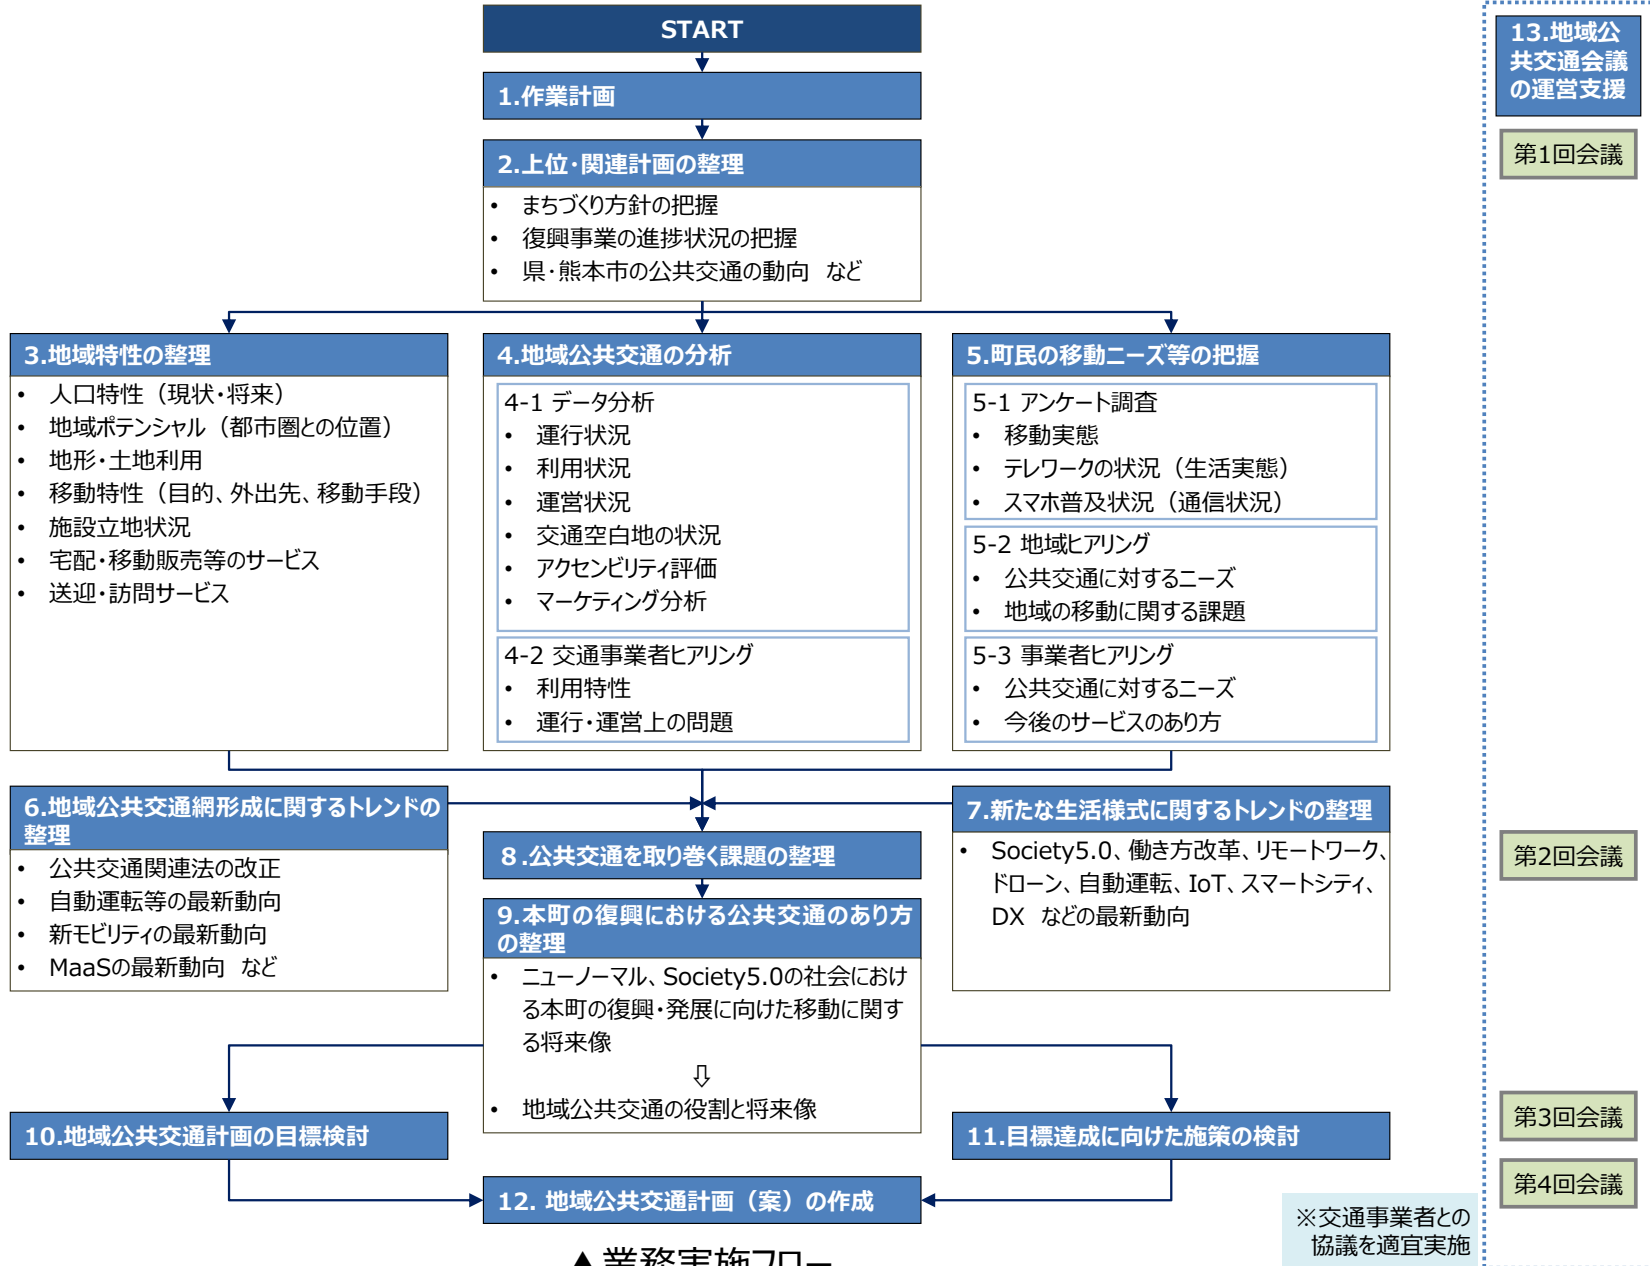 START
1.作業計画
2.上位・関連計画の整理
• まちづくり方針の把握
• 復興事業の進捗状況の把握
• 県・熊本市の公共交通の動向 など
3.地域特性の整理
• 人口特性（現状・将来）
• 地域ポテンシャル（都市圏との位置）
• 地形・土地利用
• 移動特性（目的、外出先、移動手段）
• 施設立地状況
• 宅配・移動販売等のサービス
• 送迎・訪問サービス
4.地域公共交通の分析
4-1 データ分析
• 運行状況
• 利用状況
• 運営状況
• 交通空白地の状況
• アクセンビリティ評価
• マーケティング分析
4-2 交通事業者ヒアリング
• 利用特性
• 運行・運営上の問題
5.町民の移動ニーズ等の把握
5-1 アンケート調査
• 移動実態
• テレワークの状況（生活実態）
• スマホ普及状況（通信状況）
5-2 地域ヒアリング
• 公共交通に対するニーズ
• 地域の移動に関する課題
5-3 事業者ヒアリング
• 公共交通に対するニーズ
• 今後のサービスのあり方
6.地域公共交通網形成に関するトレンドの
整理
• 公共交通関連法の改正
• 自動運転等の最新動向
• 新モビリティの最新動向
• MaaSの最新動向 など
7.新たな生活様式に関するトレンドの整理
• Society5.0、働き方改革、リモートワーク、
ドローン、自動運転、IoT、スマートシティ、
DX などの最新動向
８.公共交通を取り巻く課題の整理
9.本町の復興における公共交通のあり方
の整理
• ニューノーマル、Society5.0の社会におけ
る本町の復興・発展に向けた移動に関す
る将来像
⇩
• 地域公共交通の役割と将来像
10.地域公共交通計画の目標検討
11.目標達成に向けた施策の検討
12. 地域公共交通計画（案）の作成
※交通事業者との
協議を適宜実施
▲業務実施フロー
13.地域公
共交通会議
の運営支援
第1回会議
第2回会議
第3回会議
第4回会議